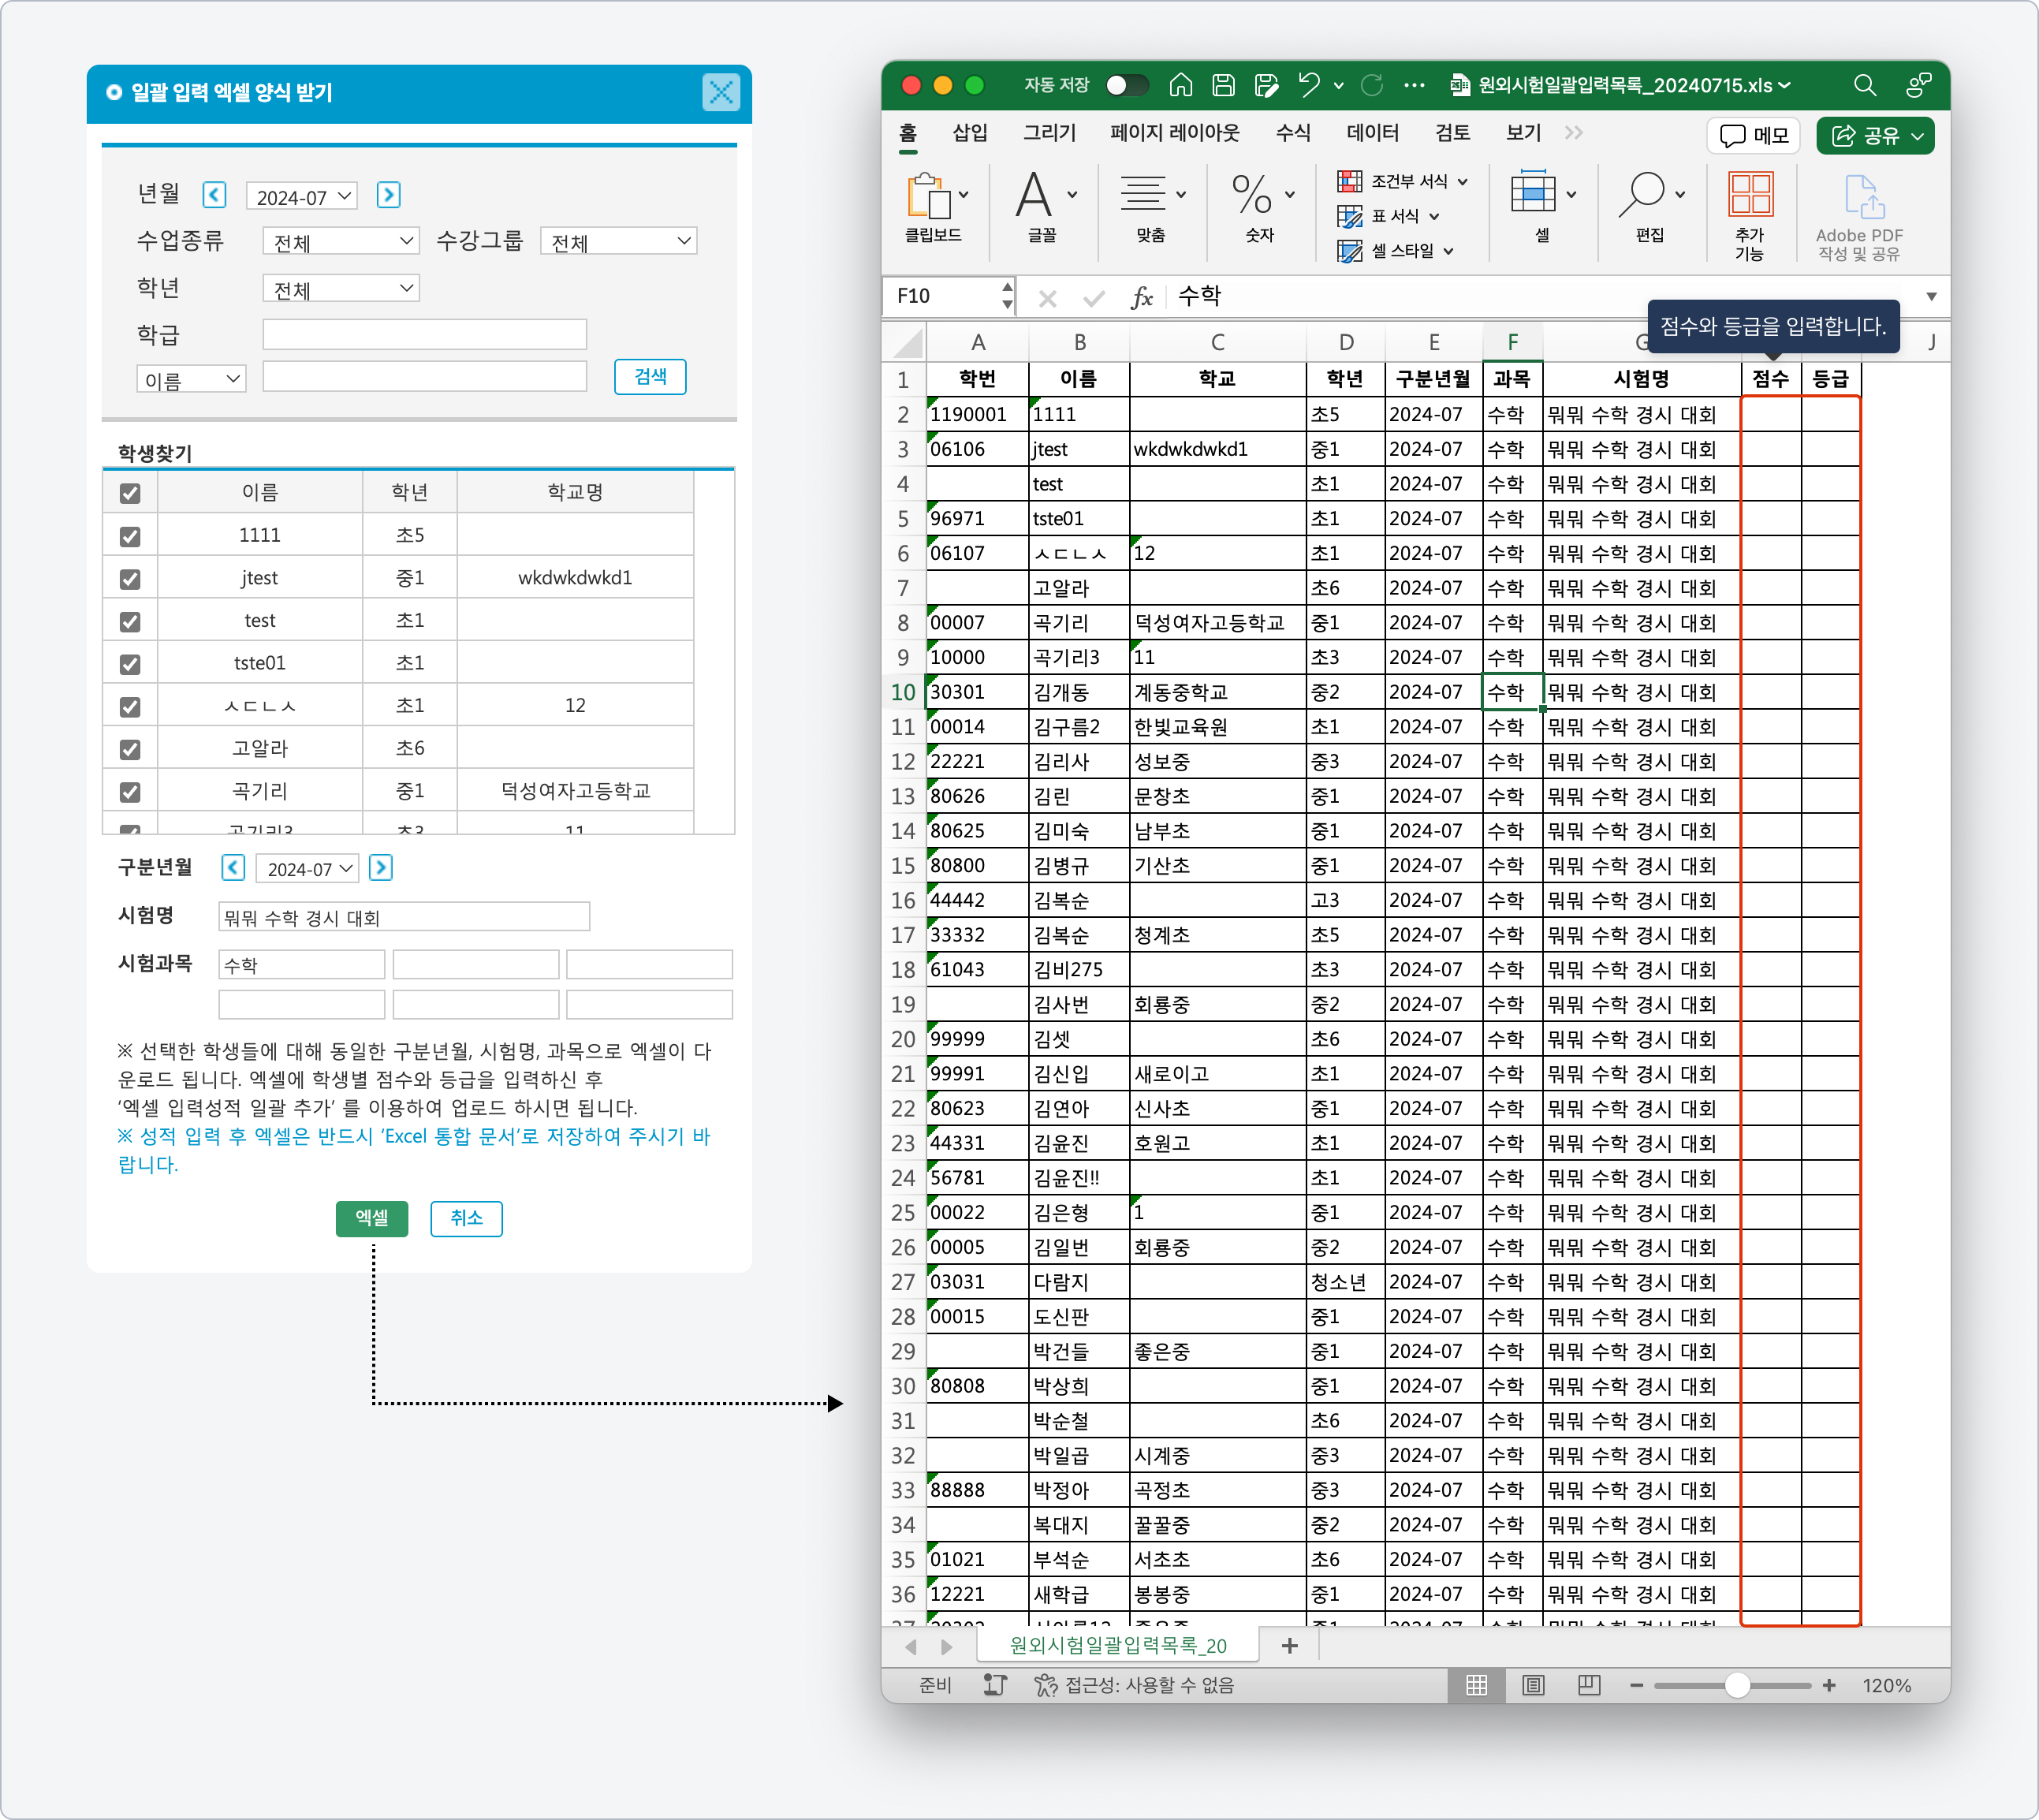 일괄 입력 엑셀 양식 받기
년월 2024-07
수업종류 전체 수강그룹 전체
학년 전체
학급
이름 검색
학생찾기
이름 학년 학교명
1111 초5
jtest 중1 wkdwkdwkd1
test 초1
tste01 초1
ㅅㄷㄴㅅ 초1 12
고알라 초6
곡기리 중1 덕성여자고등학교
곡기리3 초3 11
구분년월 2024-07
시험명 뭐뭐 수학 경시 대회
시험과목 수학
※ 선택한 학생들에 대해 동일한 구분년월, 시험명, 과목으로 엑셀이 다
운로드 됩니다. 엑셀에 학생별 점수와 등급을 입력하신 후
‘엑셀 입력성적 일괄 추가’ 를 이용하여 업로드 하시면 됩니다.
※ 성적 입력 후 엑셀은 반드시 ‘Excel 통합 문서’로 저장하여 주시기 바
랍니다.
엑셀 취소
자동 저장 원외시험일괄입력목록_20240715.xls
홈 삽입 그리기 페이지 레이아웃 수식 데이터 검토 보기 메모 공유
클립보드 글꼴 맞춤 숫자 조건부 서식 표 서식 셀 스타일 셀 편집 추가 기능 Adobe PDF 작성 및 공유
F10 fx 수학
점수와 등급을 입력합니다.
A B C D E F G J
1 학번 이름 학교 학년 구분년월 과목 시험명 점수 등급
2 1190001 1111 초5 2024-07 수학 뭐뭐 수학 경시 대회
3 06106 jtest wkdwkdwkd1 중1 2024-07 수학 뭐뭐 수학 경시 대회
4 test 초1 2024-07 수학 뭐뭐 수학 경시 대회
5 96971 tste01 초1 2024-07 수학 뭐뭐 수학 경시 대회
6 06107 ㅅㄷㄴㅅ 12 초1 2024-07 수학 뭐뭐 수학 경시 대회
7 고알라 초6 2024-07 수학 뭐뭐 수학 경시 대회
8 00007 곡기리 덕성여자고등학교 중1 2024-07 수학 뭐뭐 수학 경시 대회
9 10000 곡기리3 11 초3 2024-07 수학 뭐뭐 수학 경시 대회
10 30301 김개동 계동중학교 중2 2024-07 수학 뭐뭐 수학 경시 대회
11 00014 김구름2 한빛교육원 초1 2024-07 수학 뭐뭐 수학 경시 대회
12 22221 김리사 성보중 중3 2024-07 수학 뭐뭐 수학 경시 대회
13 80626 김린 문창초 중1 2024-07 수학 뭐뭐 수학 경시 대회
14 80625 김미숙 남부초 중1 2024-07 수학 뭐뭐 수학 경시 대회
15 80800 김병규 기산초 중1 2024-07 수학 뭐뭐 수학 경시 대회
16 44442 김복순 고3 2024-07 수학 뭐뭐 수학 경시 대회
17 33332 김복순 청계초 초5 2024-07 수학 뭐뭐 수학 경시 대회
18 61043 김비275 초3 2024-07 수학 뭐뭐 수학 경시 대회
19 김사번 회룡중 중2 2024-07 수학 뭐뭐 수학 경시 대회
20 99999 김셋 초6 2024-07 수학 뭐뭐 수학 경시 대회
21 99991 김신입 새로이고 초1 2024-07 수학 뭐뭐 수학 경시 대회
22 80623 김연아 신사초 중1 2024-07 수학 뭐뭐 수학 경시 대회
23 44331 김윤진 호원고 초1 2024-07 수학 뭐뭐 수학 경시 대회
24 56781 김윤진!! 초1 2024-07 수학 뭐뭐 수학 경시 대회
25 00022 김은형 1 중1 2024-07 수학 뭐뭐 수학 경시 대회
26 00005 김일번 회룡중 중2 2024-07 수학 뭐뭐 수학 경시 대회
27 03031 다람지 청소년 2024-07 수학 뭐뭐 수학 경시 대회
28 00015 도신판 중1 2024-07 수학 뭐뭐 수학 경시 대회
29 박건들 좋은중 중1 2024-07 수학 뭐뭐 수학 경시 대회
30 80808 박상희 중1 2024-07 수학 뭐뭐 수학 경시 대회
31 박순철 초6 2024-07 수학 뭐뭐 수학 경시 대회
32 박일곱 시계중 중3 2024-07 수학 뭐뭐 수학 경시 대회
33 88888 박정아 곡정초 중3 2024-07 수학 뭐뭐 수학 경시 대회
34 복대지 꿀꿀중 중2 2024-07 수학 뭐뭐 수학 경시 대회
35 01021 부석순 서초초 초6 2024-07 수학 뭐뭐 수학 경시 대회
36 12221 새학급 봉봉중 중1 2024-07 수학 뭐뭐 수학 경시 대회
원외시험일괄입력목록_20 +
준비 접근성: 사용할 수 없음 120%